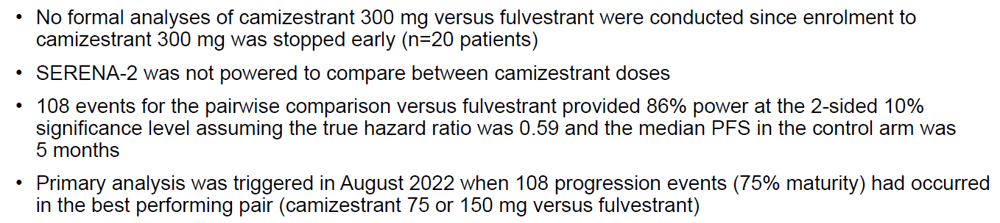 • No formal analyses of camizestrant 300 mg versus fulvestrant were conducted since enrolment to
camizestrant 300 mg was stopped early (n=20 patients)
• SERENA-2 was not powered to compare between camizestrant doses
• 108 events for the pairwise comparison versus fulvestrant provided 86% power at the 2-sided 10%
significance level assuming the true hazard ratio was 0.59 and the median PFS in the control arm was
5 months
• Primary analysis was triggered in August 2022 when 108 progression events (75% maturity) had occurred
in the best performing pair (camizestrant 75 or 150 mg versus fulvestrant)